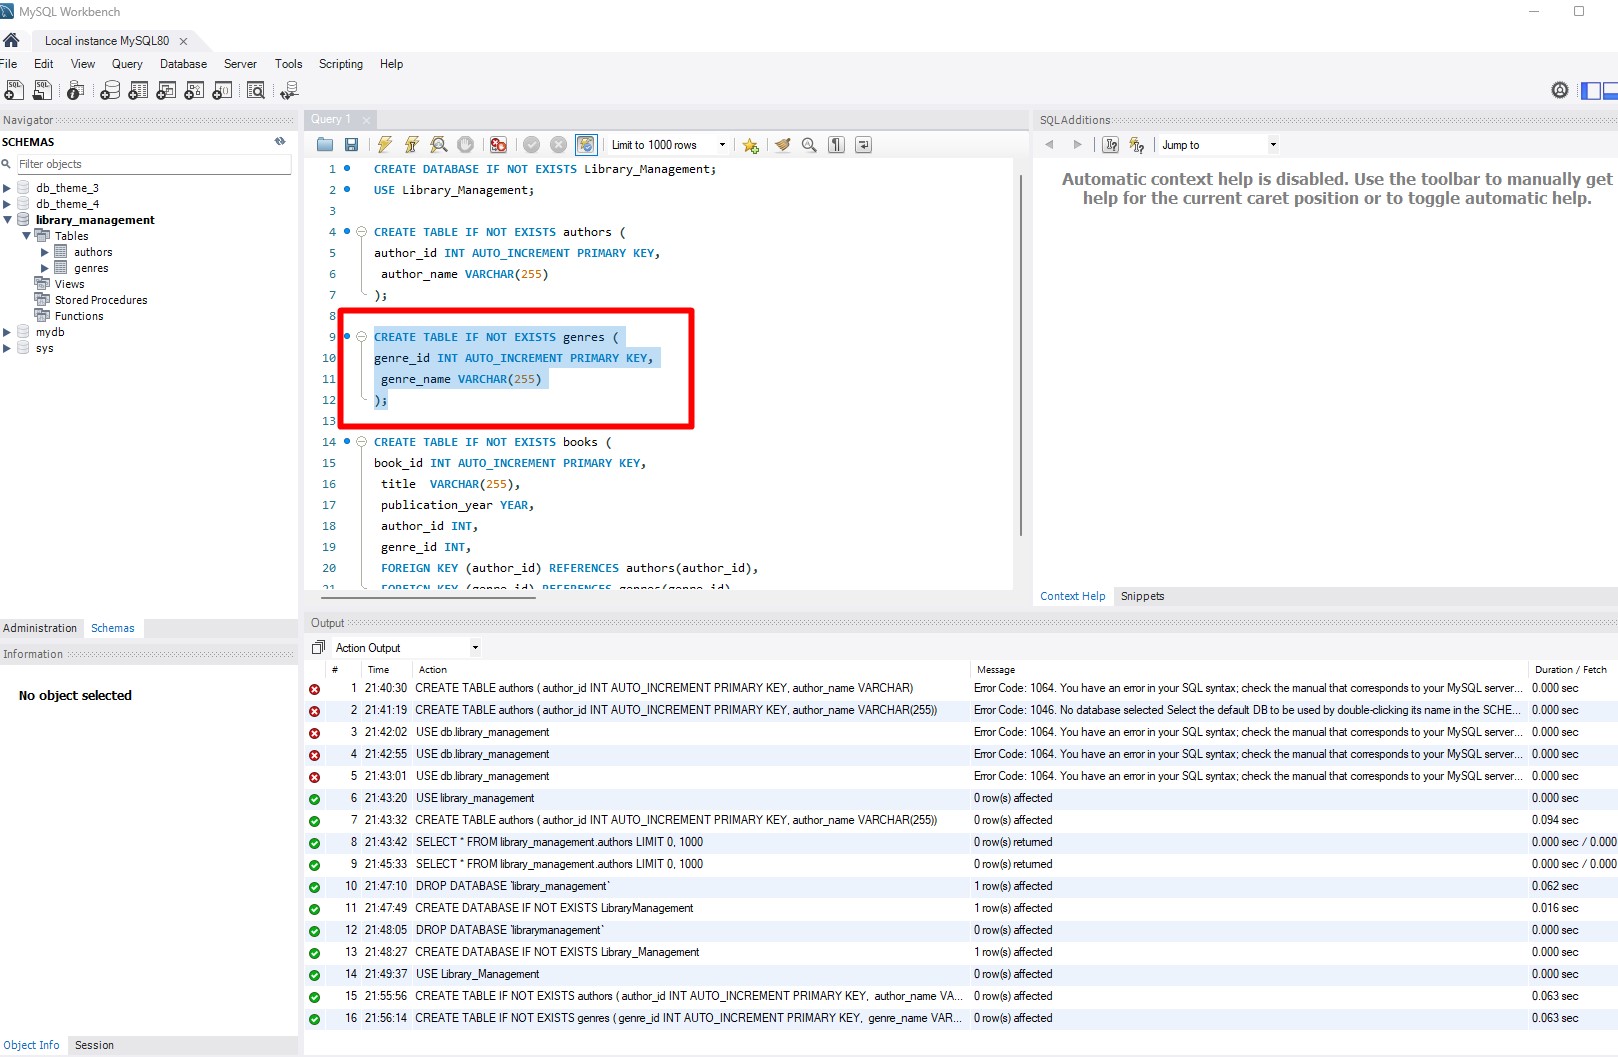 MySQL Workbench
Local instance MySQL80
File Edit View Query Database Server Tools Scripting Help
Navigator
SCHEMAS
Filter objects
db_theme_3
db_theme_4
library_management
Tables
authors
genres
Views
Stored Procedures
Functions
mydb
sys
Administration Schemas
Information
No object selected
Object Info Session
Query 1
Limit to 1000 rows
1 CREATE DATABASE IF NOT EXISTS Library_Management;
2 USE Library_Management;
3
4 CREATE TABLE IF NOT EXISTS authors (
5 author_id INT AUTO_INCREMENT PRIMARY KEY,
6 author_name VARCHAR(255)
7 );
8
9 CREATE TABLE IF NOT EXISTS genres (
10 genre_id INT AUTO_INCREMENT PRIMARY KEY,
11 genre_name VARCHAR(255)
12 );
13
14 CREATE TABLE IF NOT EXISTS books (
15 book_id INT AUTO_INCREMENT PRIMARY KEY,
16 title  VARCHAR(255),
17 publication_year YEAR,
18 author_id INT,
19 genre_id INT,
20 FOREIGN KEY (author_id) REFERENCES authors(author_id),
21 FOREIGN KEY (genre_id) REFERENCES genres(genre_id)
SQLAdditions
Jump to
Automatic context help is disabled. Use the toolbar to manually get
help for the current caret position or to toggle automatic help.
Context Help Snippets
Output
Action Output
# Time Action Message Duration / Fetch
1 21:40:30 CREATE TABLE authors ( author_id INT AUTO_INCREMENT PRIMARY KEY, author_name VARCHAR) Error Code: 1064. You have an error in your SQL syntax; check the manual that corresponds to your MySQL server... 0.000 sec
2 21:41:19 CREATE TABLE authors ( author_id INT AUTO_INCREMENT PRIMARY KEY, author_name VARCHAR(255)) Error Code: 1046. No database selected Select the default DB to be used by double-clicking its name in the SCHE... 0.000 sec
3 21:42:02 USE db.library_management Error Code: 1064. You have an error in your SQL syntax; check the manual that corresponds to your MySQL server... 0.000 sec
4 21:42:55 USE db.library_management Error Code: 1064. You have an error in your SQL syntax; check the manual that corresponds to your MySQL server... 0.000 sec
5 21:43:01 USE db.library_management Error Code: 1064. You have an error in your SQL syntax; check the manual that corresponds to your MySQL server... 0.000 sec
6 21:43:20 USE library_management 0 row(s) affected 0.000 sec
7 21:43:32 CREATE TABLE authors ( author_id INT AUTO_INCREMENT PRIMARY KEY, author_name VARCHAR(255)) 0 row(s) affected 0.094 sec
8 21:43:42 SELECT * FROM library_management.authors LIMIT 0, 1000 0 row(s) returned 0.000 sec / 0.000
9 21:45:33 SELECT * FROM library_management.authors LIMIT 0, 1000 0 row(s) returned 0.000 sec / 0.000
10 21:47:10 DROP DATABASE `library_management` 1 row(s) affected 0.062 sec
11 21:47:49 CREATE DATABASE IF NOT EXISTS LibraryManagement 1 row(s) affected 0.016 sec
12 21:48:05 DROP DATABASE `librarymanagement` 0 row(s) affected 0.000 sec
13 21:48:27 CREATE DATABASE IF NOT EXISTS Library_Management 1 row(s) affected 0.000 sec
14 21:49:37 USE Library_Management 0 row(s) affected 0.000 sec
15 21:55:56 CREATE TABLE IF NOT EXISTS authors ( author_id INT AUTO_INCREMENT PRIMARY KEY,  author_name VA... 0 row(s) affected 0.063 sec
16 21:56:14 CREATE TABLE IF NOT EXISTS genres ( genre_id INT AUTO_INCREMENT PRIMARY KEY,  genre_name VAR... 0 row(s) affected 0.063 sec